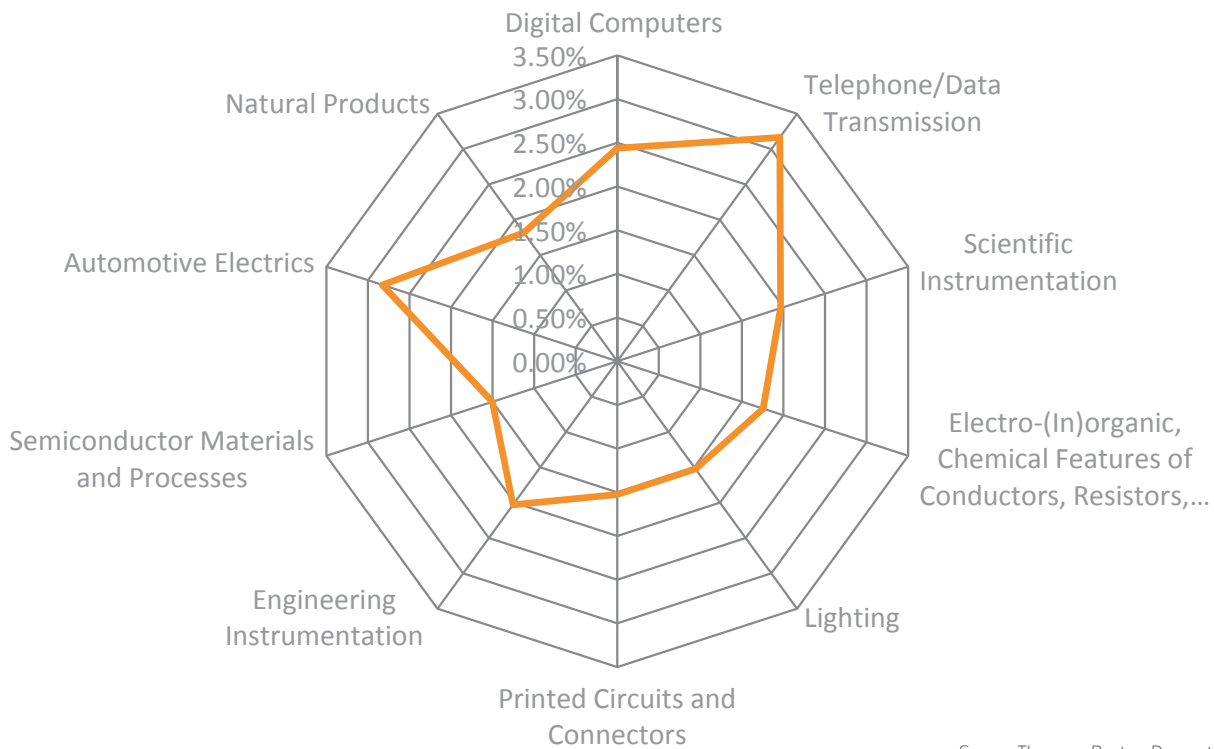 Digital Computers
3.50%
3.00%
2.50%
2.00%
1.50%
1.00%
0.50%
0.00%
Telephone/Data
Transmission
Scientific
Instrumentation
Electro-(In)organic,
Chemical Features of
Conductors, Resistors,…
Lighting
Printed Circuits and
Connectors
Engineering
Instrumentation
Semiconductor Materials
and Processes
Automotive Electrics
Natural Products